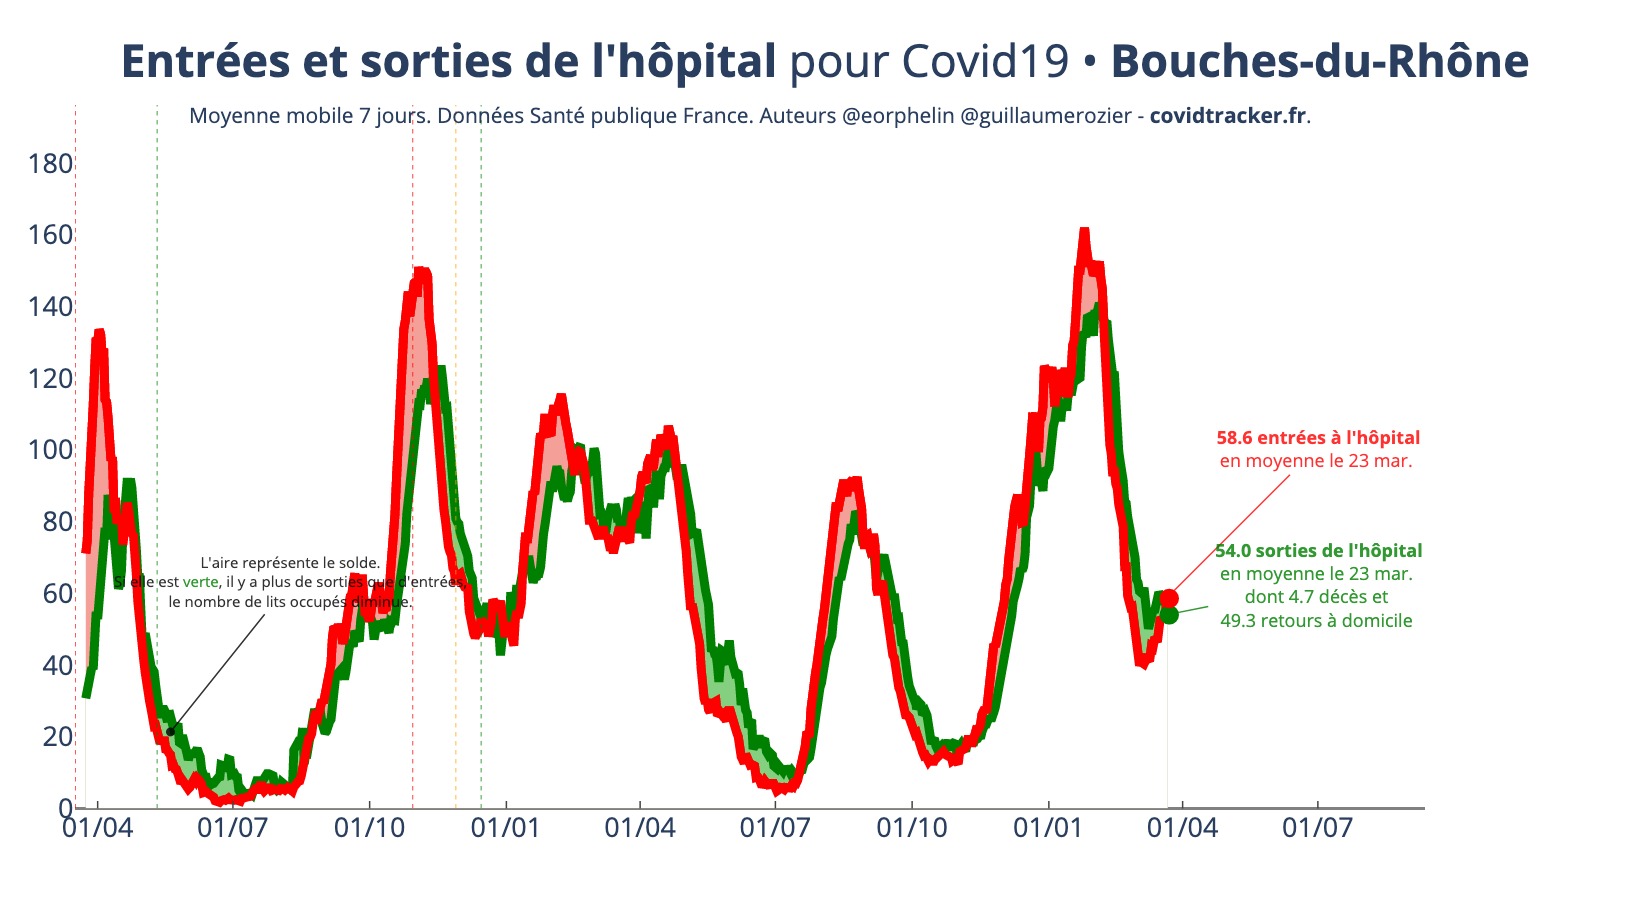 Entrées et sorties de l'hôpital pour Covid19 • Bouches-du-Rhône
Moyenne mobile 7 jours. Données Santé publique France. Auteurs @eorphelin @guillaumerozier - covidtracker.fr.
180
160
140
120
100
80
60
40
20
0
58.6 entrées à l'hôpital
en moyenne le 23 mar.
54.0 sorties de l'hôpital
en moyenne le 23 mar.
dont 4.7 décès et
49.3 retours à domicile
L'aire représente le solde.
Si elle est verte, il y a plus de sorties que d'entrées,
le nombre de lits occupés diminue.
01/04 01/07 01/10 01/01 01/04 01/07 01/10 01/01 01/04 01/07